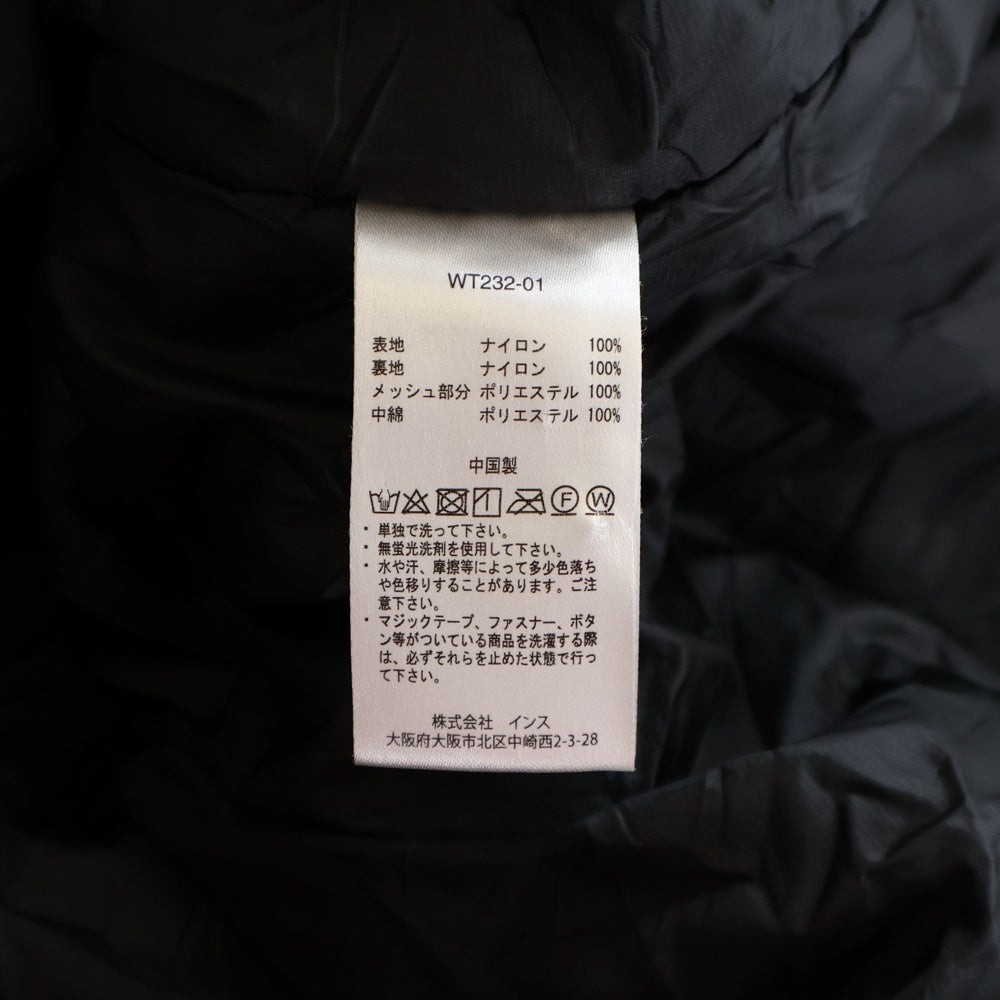 WT232-01
表地 ナイロン 100%
裏地 ナイロン 100%
メッシュ部分 ポリエステル 100%
中綿 ポリエステル 100%
中国製
F W
・単独で洗って下さい。
・無蛍光洗剤を使用して下さい。
・水や汗、摩擦等によって多少色落ち
や色移りすることがあります。ご注
意下さい。
・マジックテープ、ファスナー、ボタ
ン等がついている商品を洗濯する際
は、必ずそれらを止めた状態で行っ
て下さい。
株式会社 インス
大阪府大阪市北区中崎西2-3-28